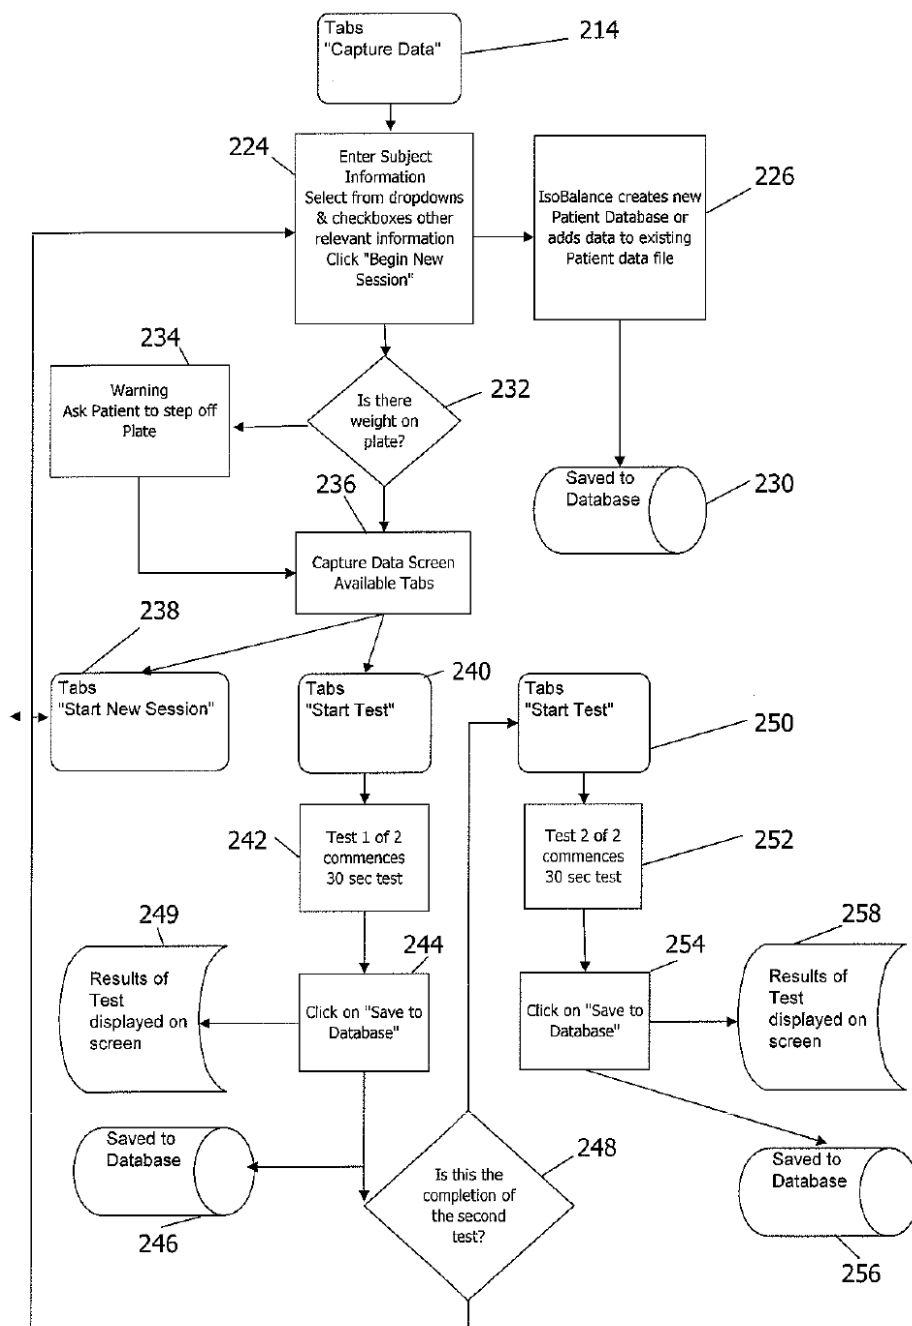 Tabs
"Capture Data"
214
224
Enter Subject
Information
Select from dropdowns
& checkboxes other
relevant information
Click "Begin New
Session"
226
IsoBalance creates new
Patient Database or
adds data to existing
Patient data file
234
Warning
Ask Patient to step off
Plate
Is there
weight on
plate?
232
Saved to
Database
230
236
Capture Data Screen
Available Tabs
238
Tabs
"Start New Session"
240
Tabs
"Start Test"
Tabs
"Start Test"
250
242
Test 1 of 2
commences
30 sec test
Test 2 of 2
commences
30 sec test
252
249
Results of
Test
displayed on
screen
244
Click on "Save to
Database"
254
Click on "Save to
Database"
258
Results of
Test
displayed on
screen
Saved to
Database
246
Is this the
completion of
the second
test?
248
Saved to
Database
256